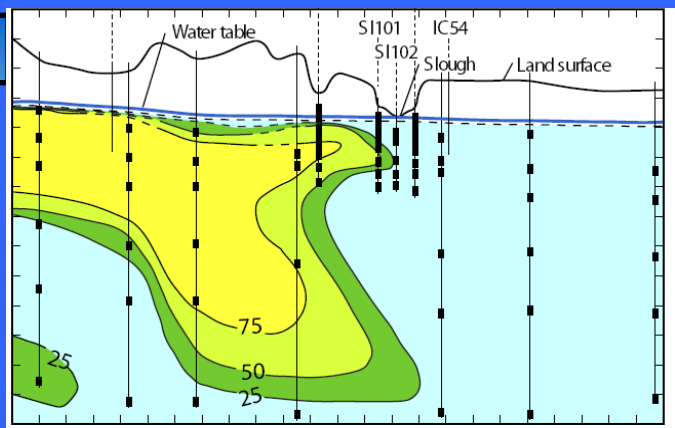 SI101
IC54
Water table
SI102
Slough
Land surface
75
25
50
25